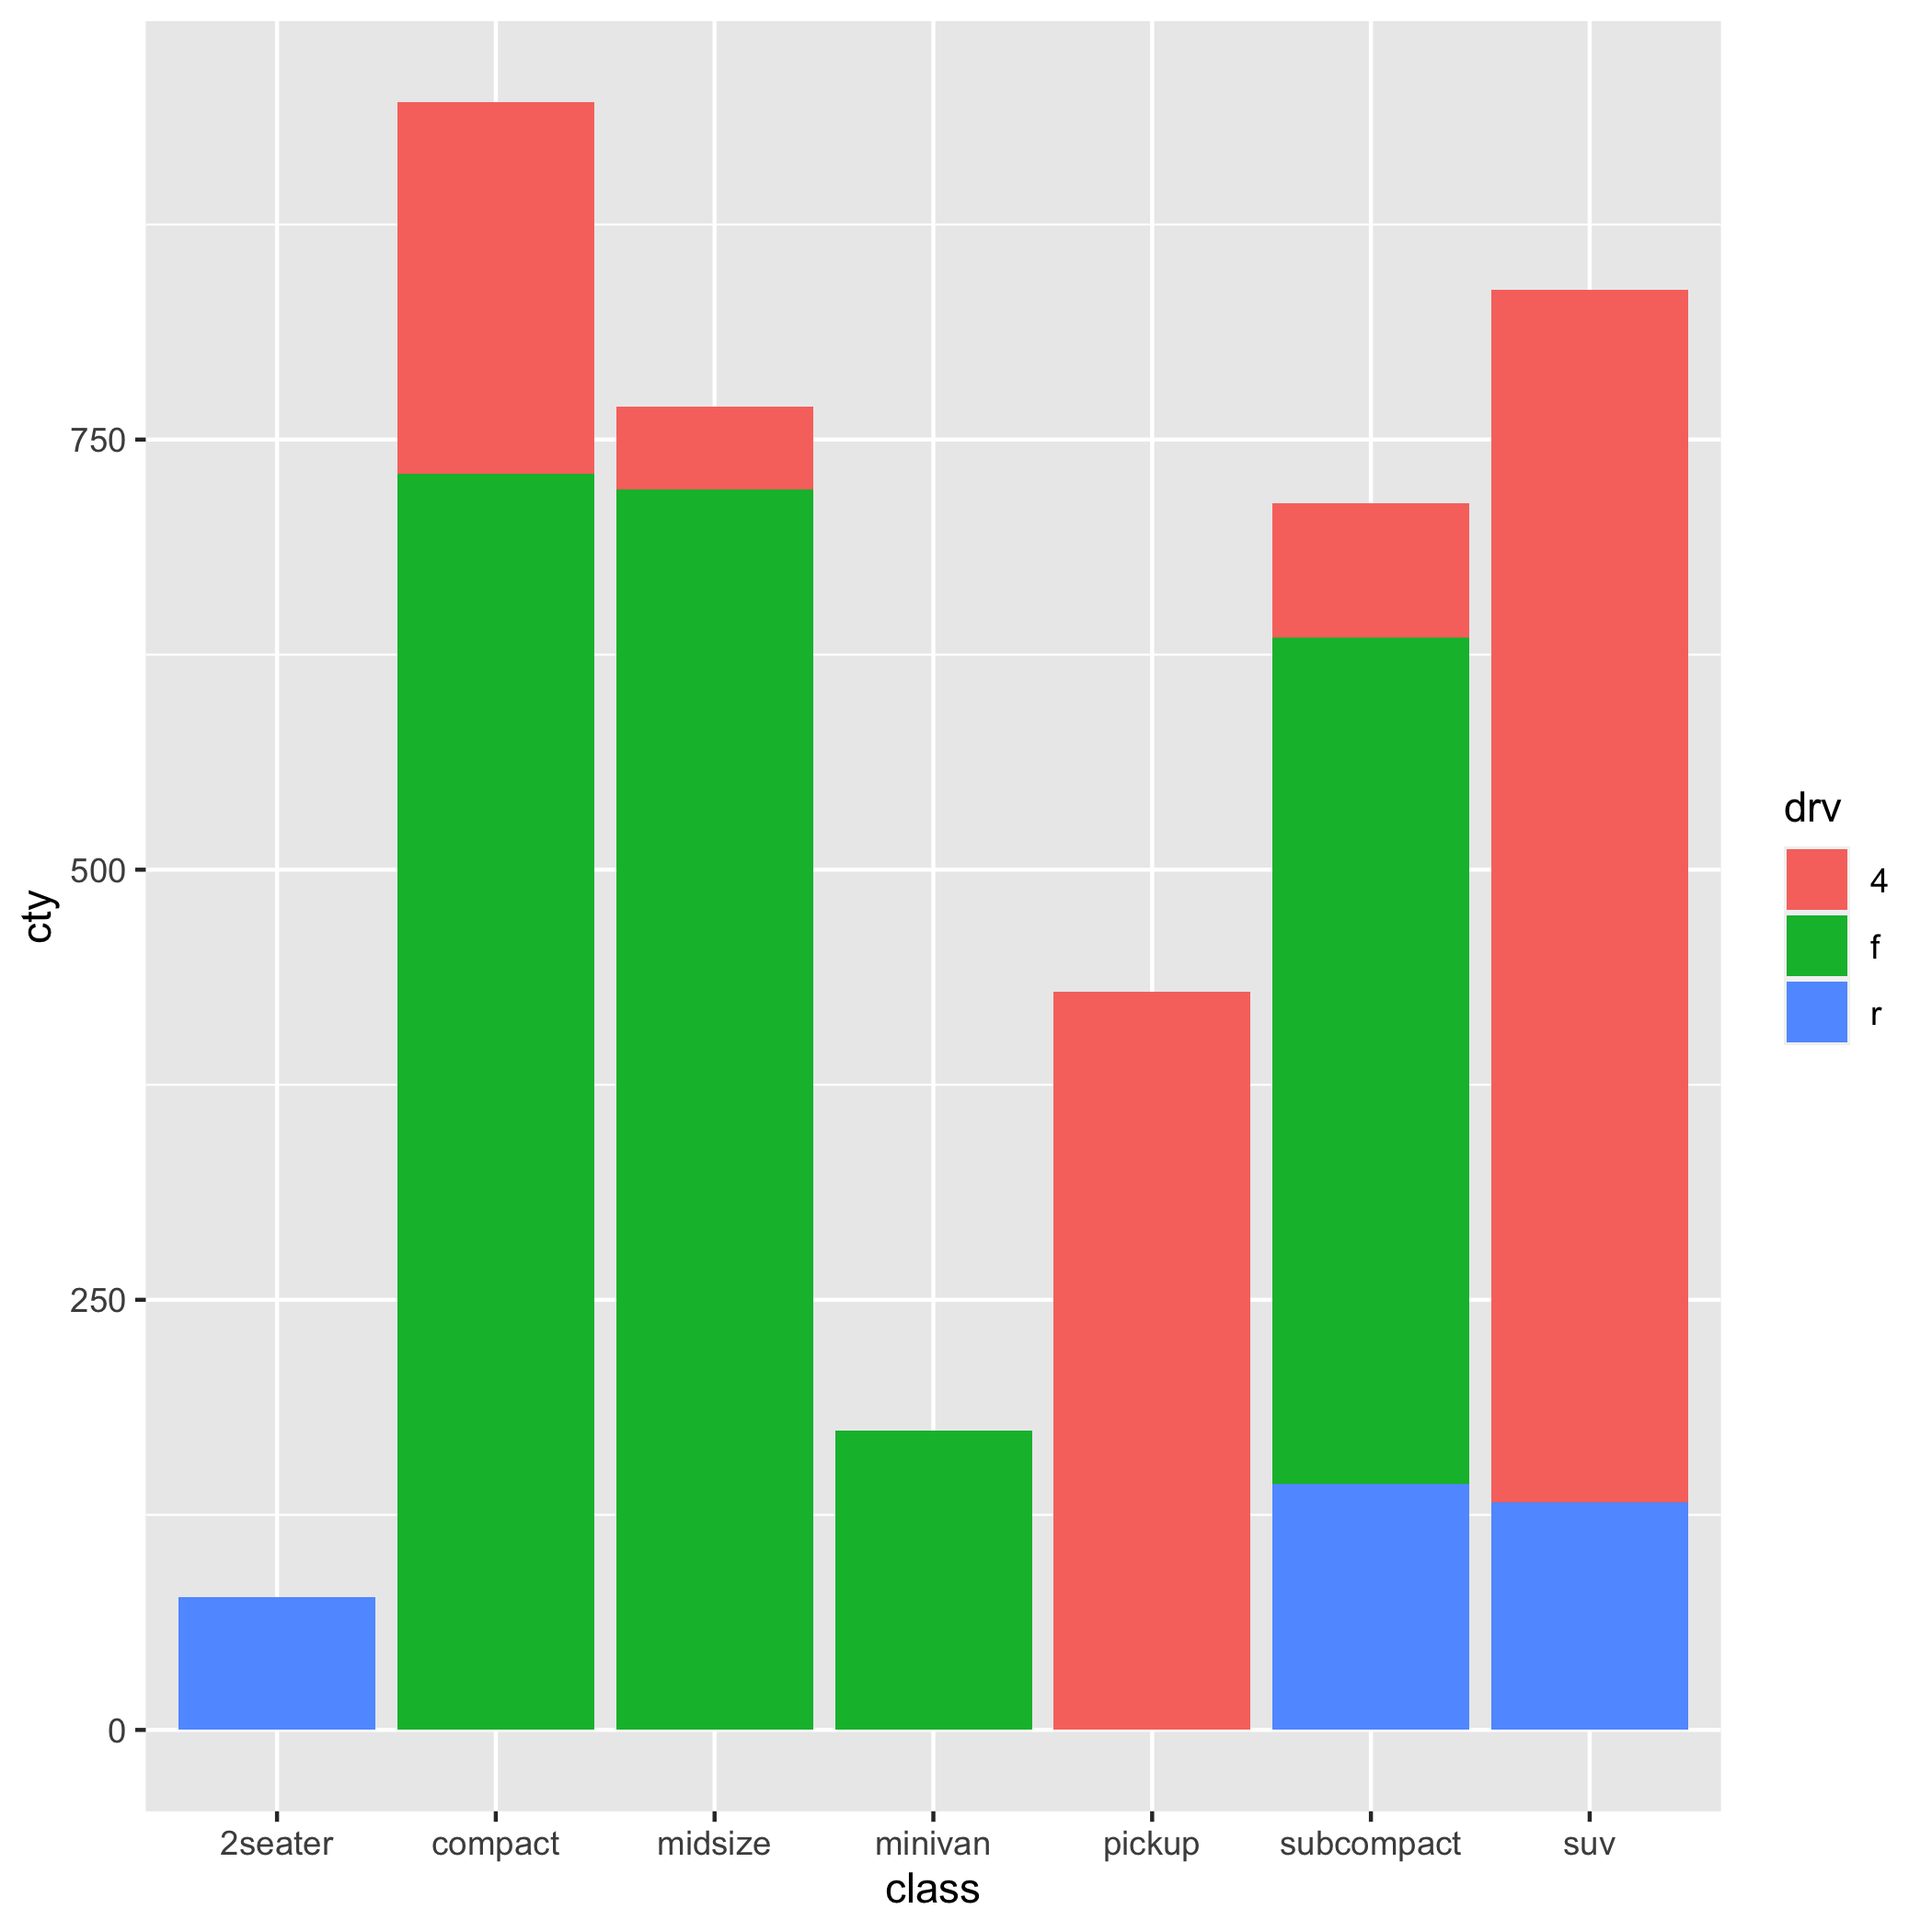 cty
750
500
250
0
2seater compact midsize minivan pickup subcompact suv
class
drv
4
f
r